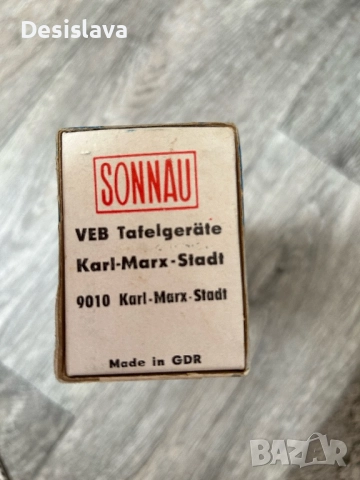 Desislava
SONNAU
VEB Tafelgeräte
Karl-Marx-Stadt
9010 Karl-Marx-Stadt
Made in GDR
BAZAR